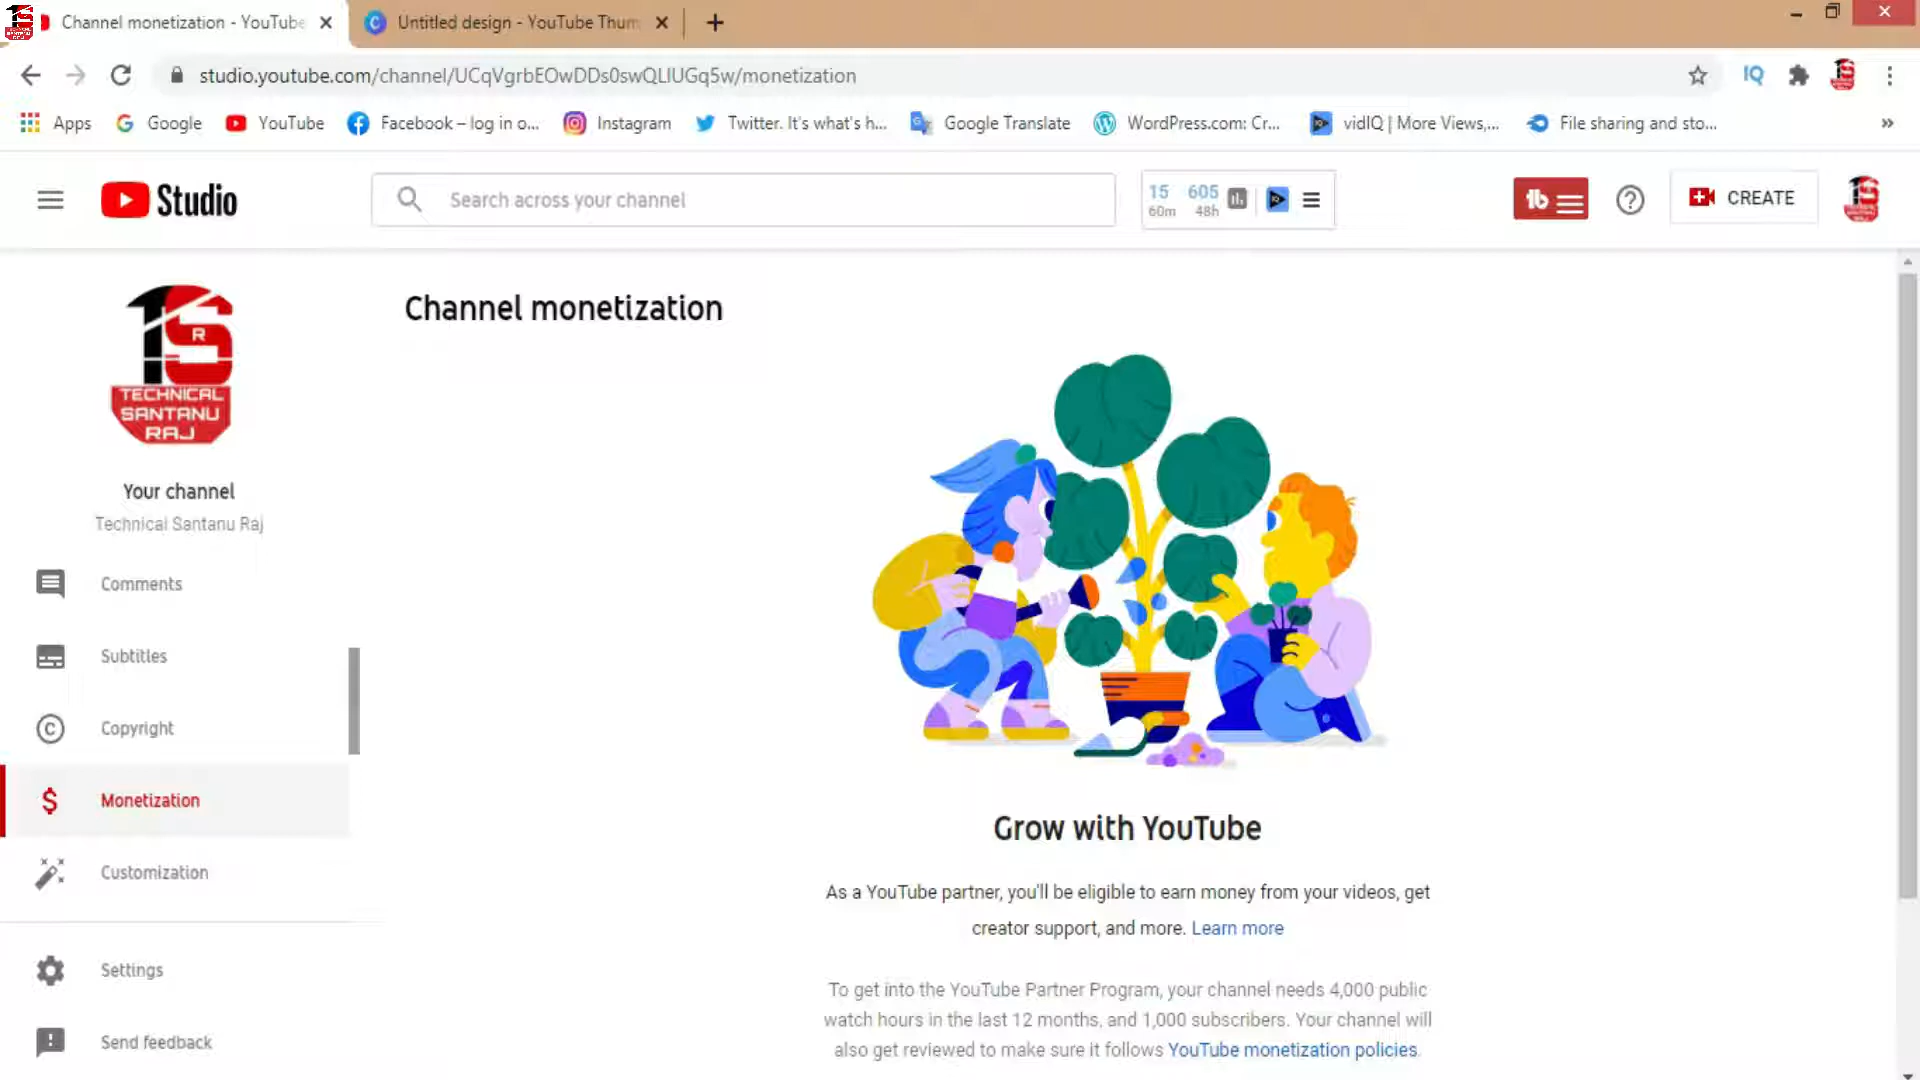 Channel monetization - YouTube
Untitled design - YouTube Thum
studio.youtube.com/channel/UCqVgrbEOwDDs0swQLlUGq5w/monetization
IQ
Apps
Google
YouTube
Facebook – log in o...
Instagram
Twitter. It's what's h...
Google Translate
WordPress.com: Cr...
vidIQ | More Views,...
File sharing and sto...
»
Studio
Search across your channel
15 605
60m 48h
CREATE
TS
R
TECHNICAL
SANTANU
RAJ
Channel monetization
Your channel
Technical Santanu Raj
Comments
Subtitles
Copyright
Monetization
Customization
Settings
Send feedback
Grow with YouTube
As a YouTube partner, you'll be eligible to earn money from your videos, get
creator support, and more. Learn more
To get into the YouTube Partner Program, your channel needs 4,000 public
watch hours in the last 12 months, and 1,000 subscribers. Your channel will
also get reviewed to make sure it follows YouTube monetization policies.